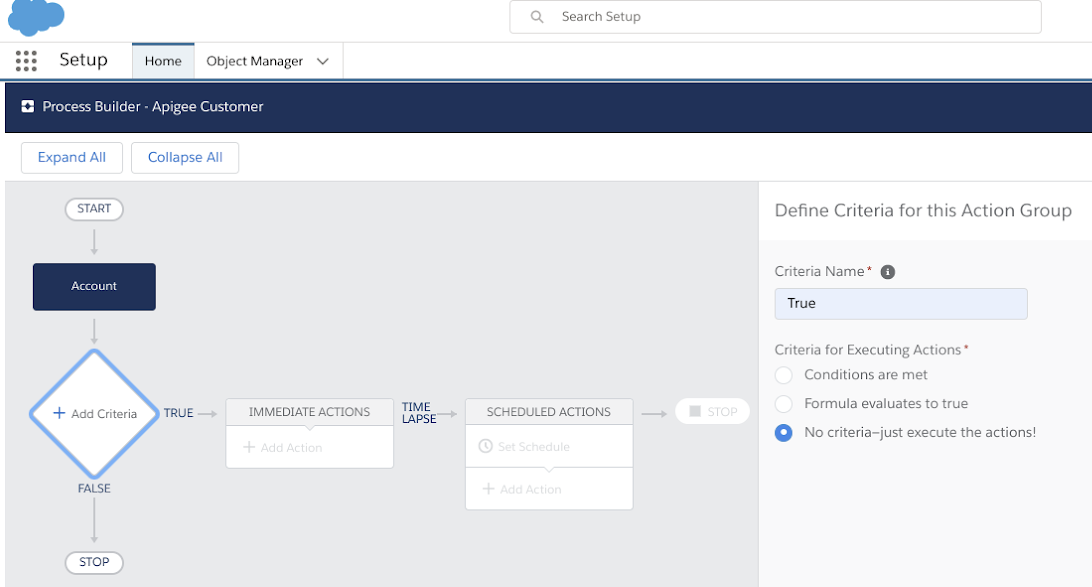 Search Setup
Setup
Home
Object Manager
Process Builder - Apigee Customer
Expand All
Collapse All
START
Account
+ Add Criteria
TRUE
IMMEDIATE ACTIONS
+ Add Action
TIME
LAPSE
SCHEDULED ACTIONS
Set Schedule
+ Add Action
STOP
FALSE
STOP
Define Criteria for this Action Group
Criteria Name*
True
Criteria for Executing Actions*
Conditions are met
Formula evaluates to true
No criteria—just execute the actions!